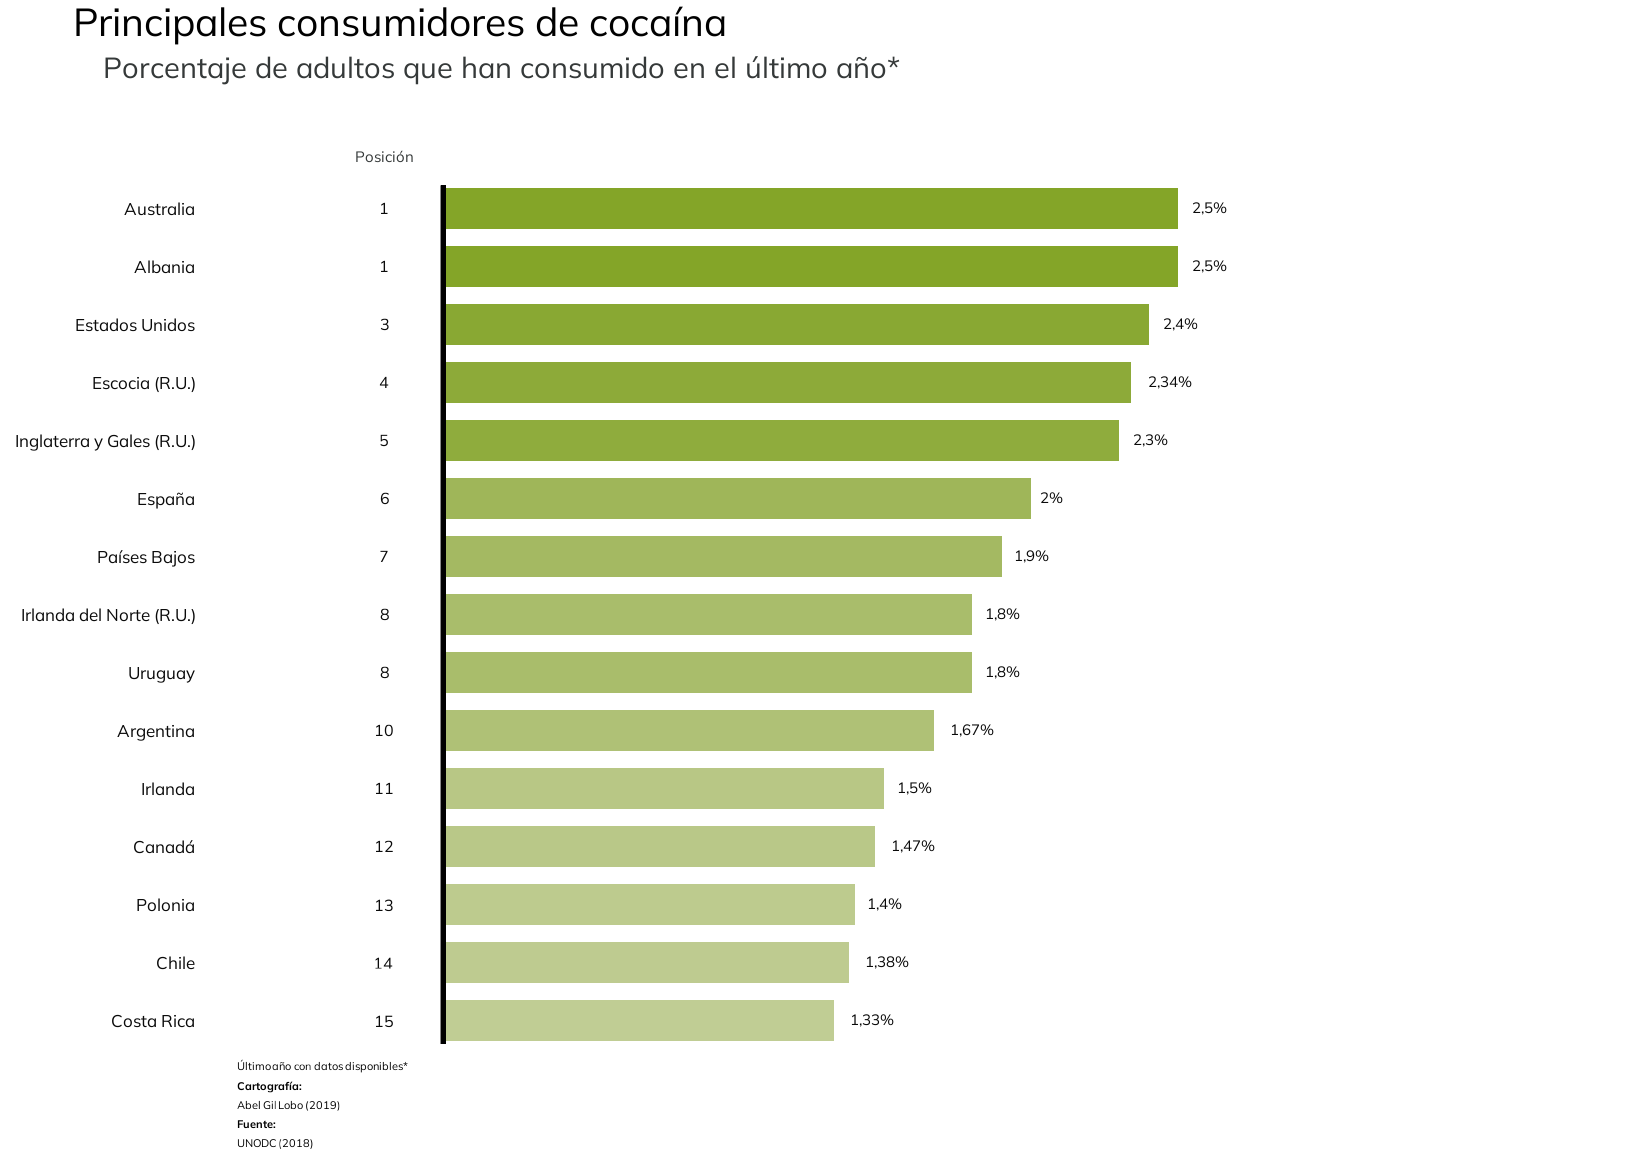 Principales consumidores de cocaína
Porcentaje de adultos que han consumido en el último año*
Posición
Australia 1 2,5%
Albania 1 2,5%
Estados Unidos 3 2,4%
Escocia (R.U.) 4 2,34%
Inglaterra y Gales (R.U.) 5 2,3%
España 6 2%
Países Bajos 7 1,9%
Irlanda del Norte (R.U.) 8 1,8%
Uruguay 8 1,8%
Argentina 10 1,67%
Irlanda 11 1,5%
Canadá 12 1,47%
Polonia 13 1,4%
Chile 14 1,38%
Costa Rica 15 1,33%
Último año con datos disponibles*
Cartografía:
Abel Gil Lobo (2019)
Fuente:
UNODC (2018)